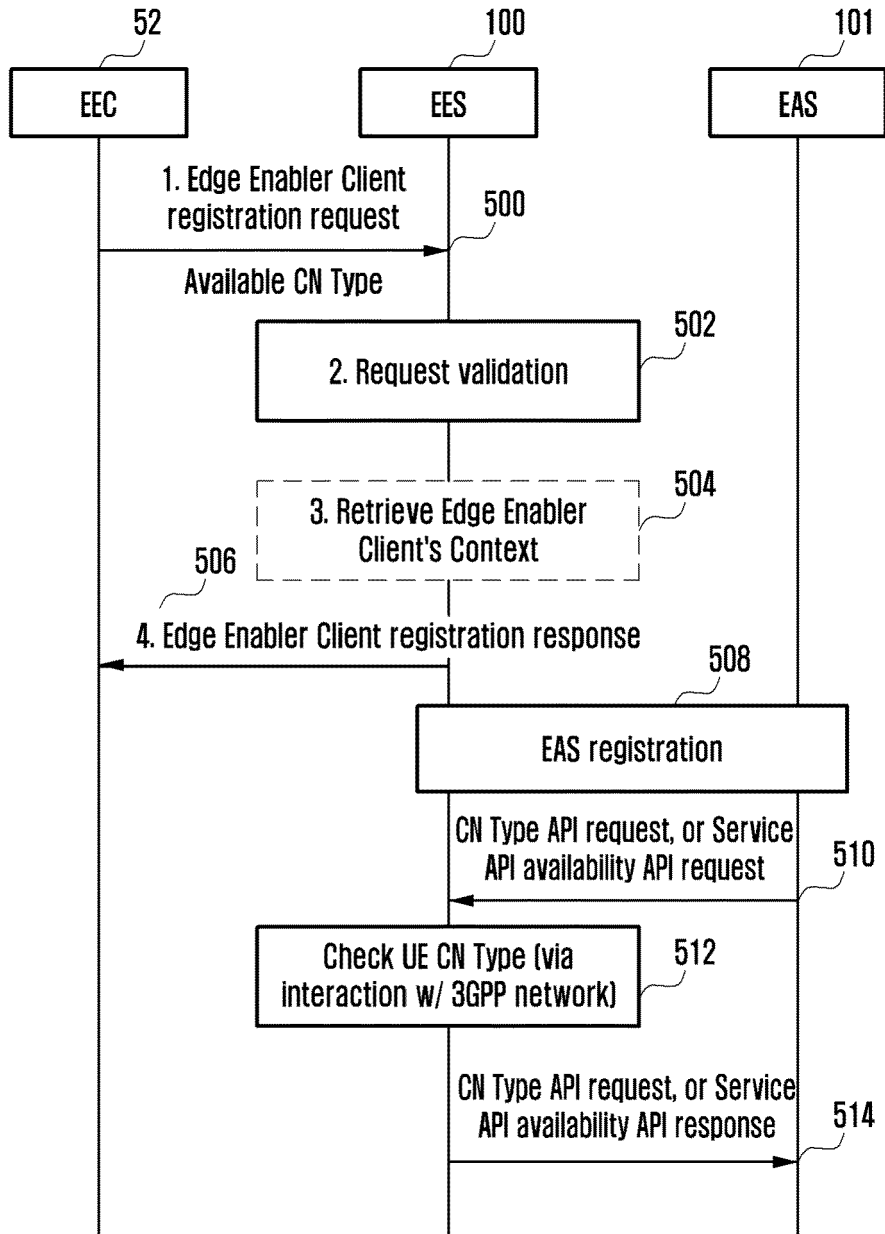 52
100
101
EEC
EES
EAS
1. Edge Enabler Client
registration request
500
Available CN Type
502
2. Request validation
504
3. Retrieve Edge Enabler
Client's Context
506
4. Edge Enabler Client registration response
508
EAS registration
CN Type API request, or Service
API availability API request
510
Check UE CN Type (via
interaction w/ 3GPP network)
512
CN Type API request, or Service
API availability API response
514